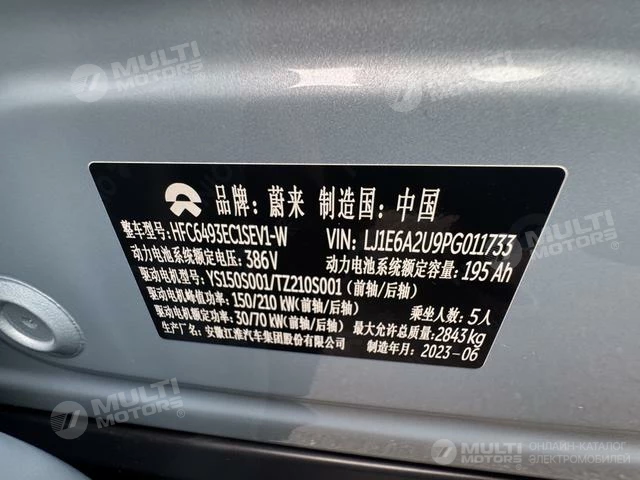 MULTI MOTORS
MULTI MOTORS
品牌: 蔚来 制造国: 中国
整车型号: HFC6493EC1SEV1-W VIN: LJ1E6A2U9PG011733
动力电池系统额定电压: 386V 动力电池系统额定容量: 195 Ah
驱动电机型号: YS150S001/TZ210S001 (前轴/后轴)
驱动电机峰值功率: 150/210 kW (前轴/后轴) 乘坐人数: 5人
驱动电机额定功率: 30/70 kW (前轴/后轴) 最大允许总质量: 2843 kg
生产厂名: 安徽江淮汽车集团股份有限公司 制造年月: 2023-06
MULTI MOTORS
MULTI MOTORS
ОНЛАЙН-КАТАЛОГ
ЭЛЕКТРОМОБИЛЕЙ